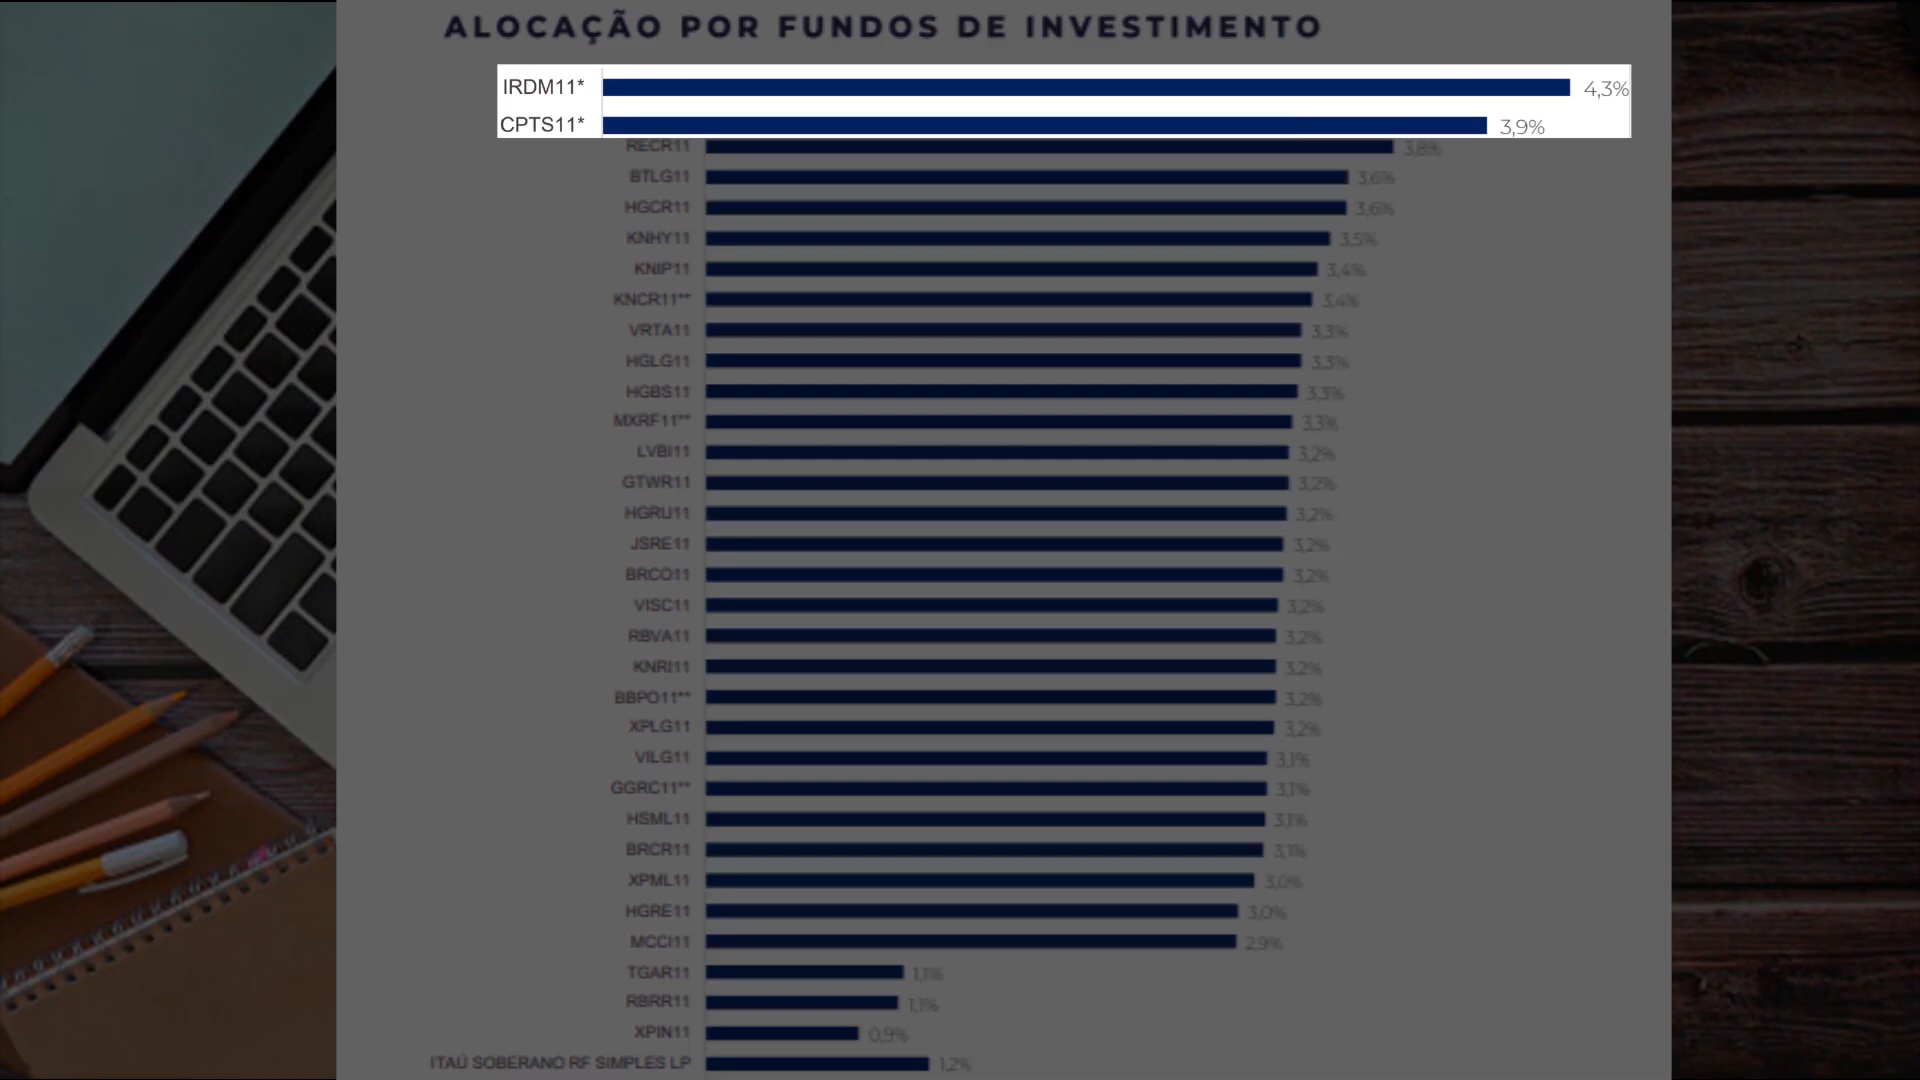 ALOCAÇÃO POR FUNDOS DE INVESTIMENTO
IRDM11* 4,3%
CPTS11* 3,9%
RECR11 3,8%
BTLG11 3,6%
HGCR11 3,6%
KNHY11 3,5%
KNIP11 3,4%
KNCR11** 3,4%
VRTA11 3,3%
HGLG11 3,3%
HGBS11 3,3%
MXRF11** 3,3%
LVBI11 3,2%
GTWR11 3,2%
HGRU11 3,2%
JSRE11 3,2%
BRCO11 3,2%
VISC11 3,2%
RBVA11 3,2%
KNRI11 3,2%
BBPO11** 3,2%
XPLG11 3,2%
VILG11 3,1%
GGRC11** 3,1%
HSML11 3,1%
BRCR11 3,1%
XPML11 3,0%
HGRE11 3,0%
MCCI11 2,9%
TGAR11 1,1%
RBRR11 1,1%
XPIN11 0,9%
ITAÚ SOBERANO RF SIMPLES LP 1,2%